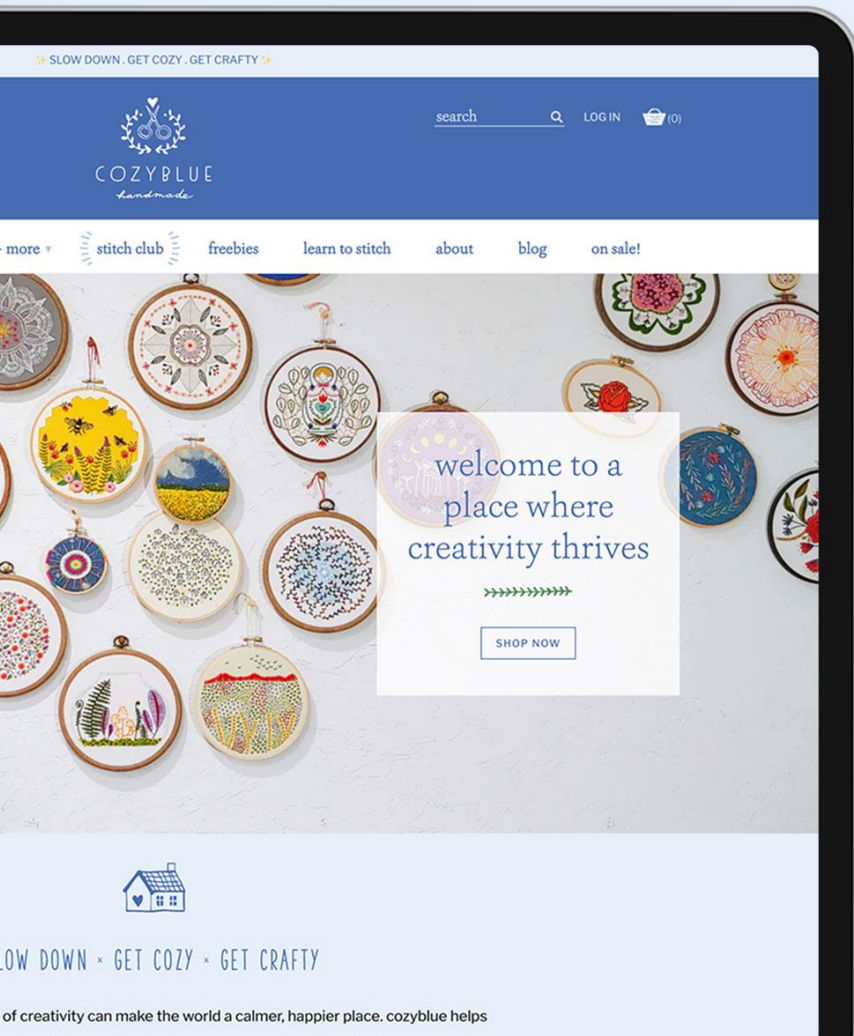 ✨ SLOW DOWN . GET COZY . GET CRAFTY ✨
search
LOG IN
(0)
COZYBLUE
handmade
more ▾
stitch club
freebies
learn to stitch
about
blog
on sale!
welcome to a
place where
creativity thrives
SHOP NOW
LOW DOWN × GET COZY × GET CRAFTY
of creativity can make the world a calmer, happier place. cozyblue helps